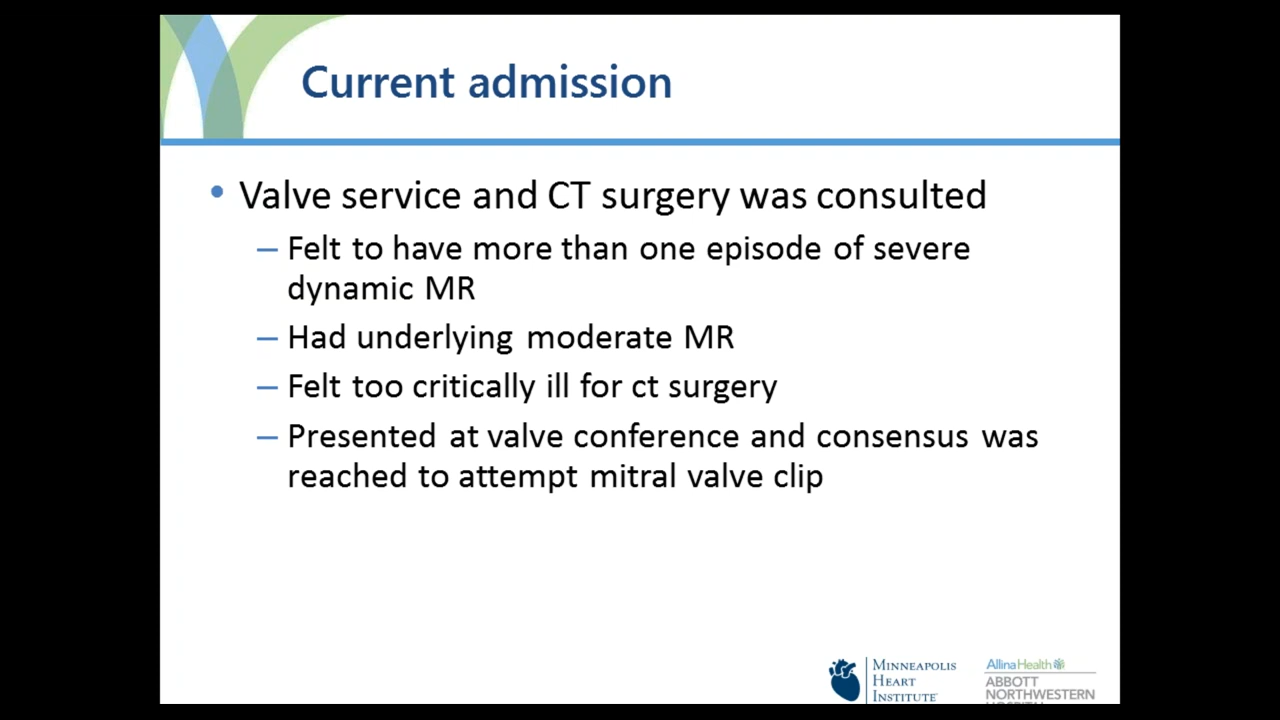 Current admission
• Valve service and CT surgery was consulted
– Felt to have more than one episode of severe
dynamic MR
– Had underlying moderate MR
– Felt too critically ill for ct surgery
– Presented at valve conference and consensus was
reached to attempt mitral valve clip
MINNEAPOLIS
HEART
INSTITUTE
AllinaHealth
ABBOTT
NORTHWESTERN
HOSPITAL